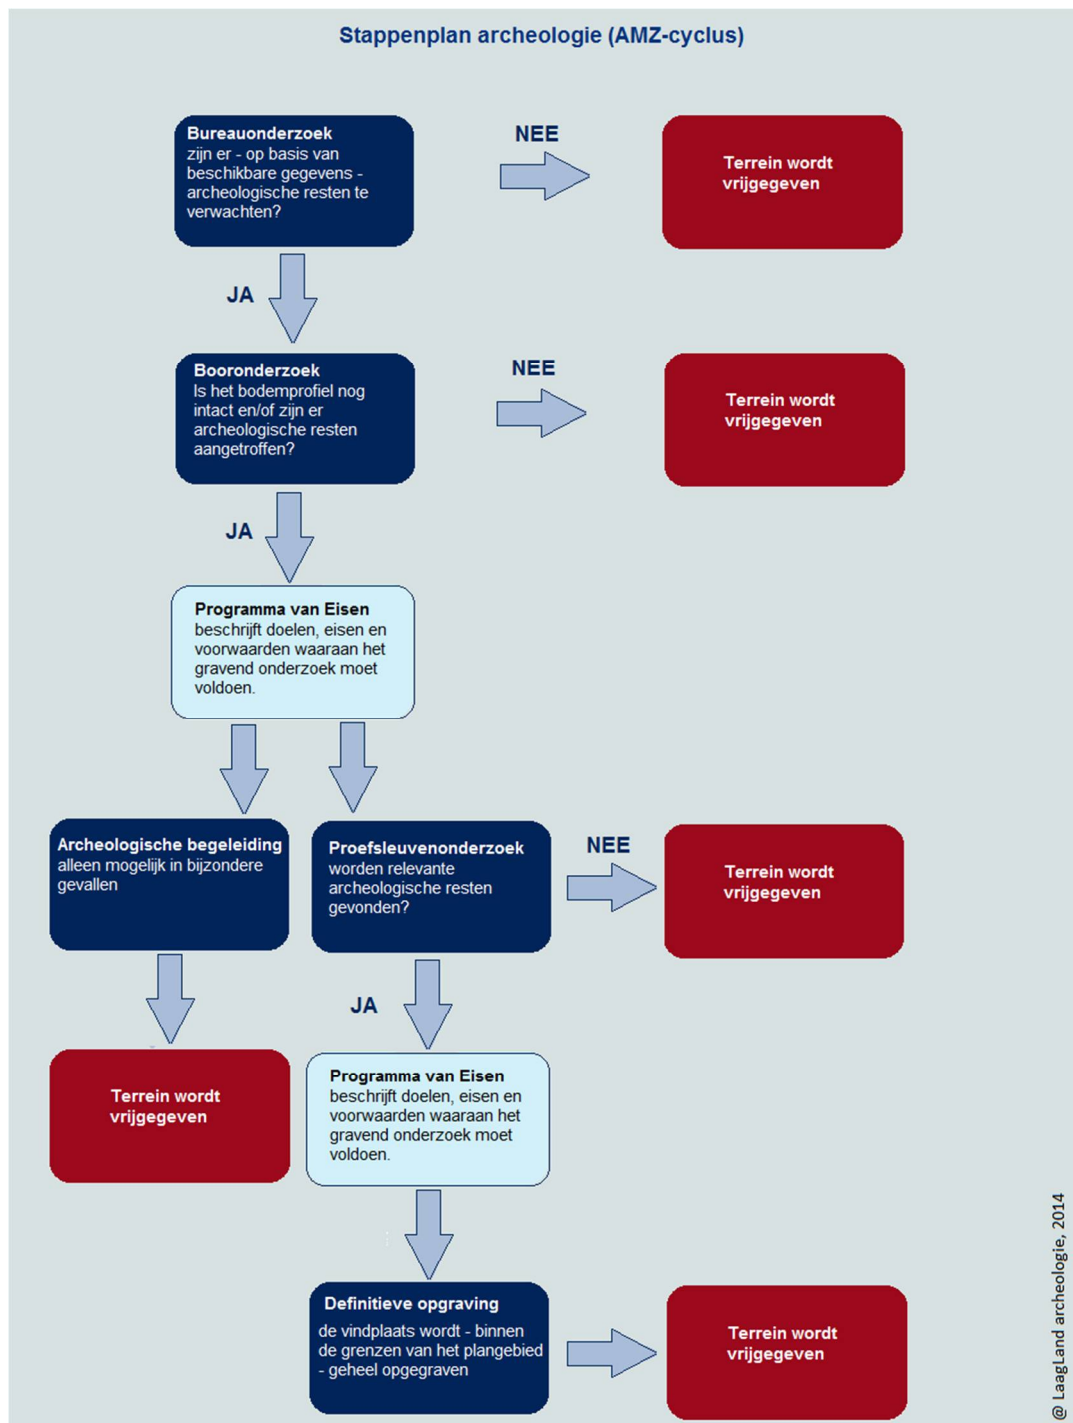 Stappenplan archeologie (AMZ-cyclus)
Bureauonderzoek
zijn er - op basis van
beschikbare gegevens -
archeologische resten te
verwachten?
NEE
Terrein wordt
vrijgegeven
JA
Booronderzoek
Is het bodemprofiel nog
intact en/of zijn er
archeologische resten
aangetroffen?
NEE
Terrein wordt
vrijgegeven
JA
Programma van Eisen
beschrijft doelen, eisen en
voorwaarden waaraan het
gravend onderzoek moet
voldoen.
Archeologische begeleiding
alleen mogelijk in bijzondere
gevallen
Proefsleuvenonderzoek
worden relevante
archeologische resten
gevonden?
NEE
Terrein wordt
vrijgegeven
JA
Terrein wordt
vrijgegeven
Programma van Eisen
beschrijft doelen, eisen en
voorwaarden waaraan het
gravend onderzoek moet
voldoen.
Definitieve opgraving
de vindplaats wordt - binnen
de grenzen van het plangebied
- geheel opgegraven
Terrein wordt
vrijgegeven
@ LaagLand archeologie, 2014